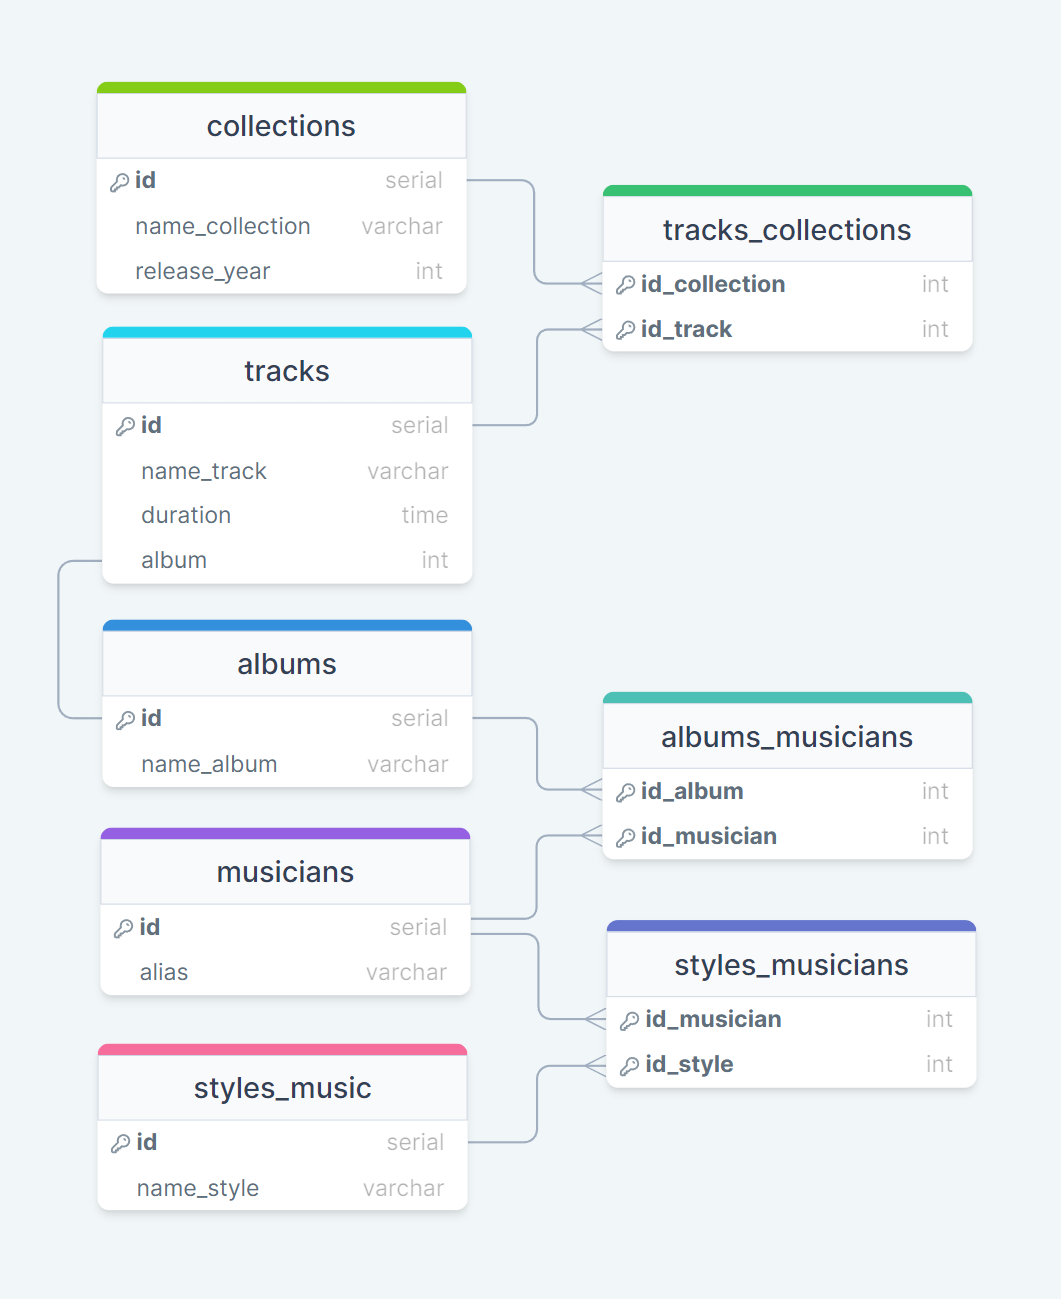 collections
id serial
name_collection varchar
release_year int
tracks_collections
id_collection int
id_track int
tracks
id serial
name_track varchar
duration time
album int
albums
id serial
name_album varchar
albums_musicians
id_album int
id_musician int
musicians
id serial
alias varchar
styles_musicians
id_musician int
id_style int
styles_music
id serial
name_style varchar